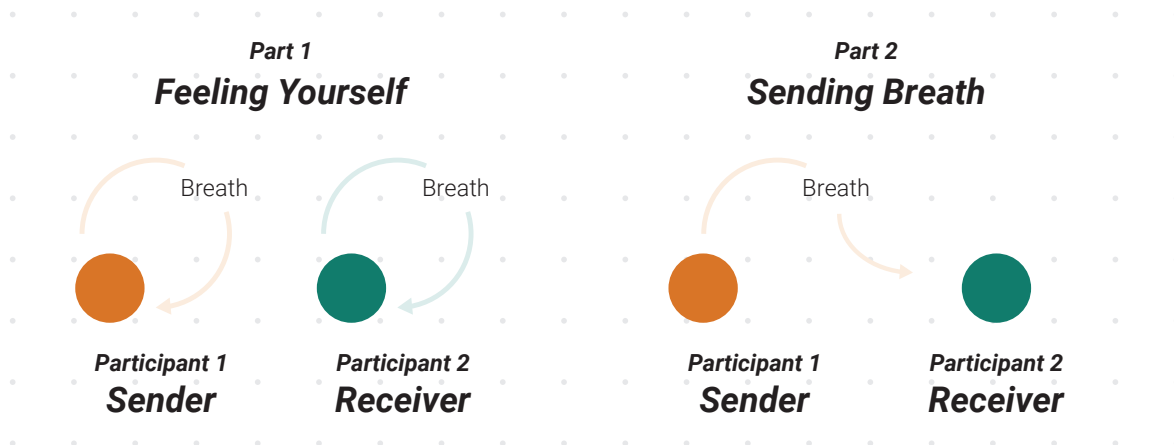 Part 1
Feeling Yourself
Breath
Breath
Participant 1
Sender
Participant 2
Receiver
Part 2
Sending Breath
Breath
Participant 1
Sender
Participant 2
Receiver